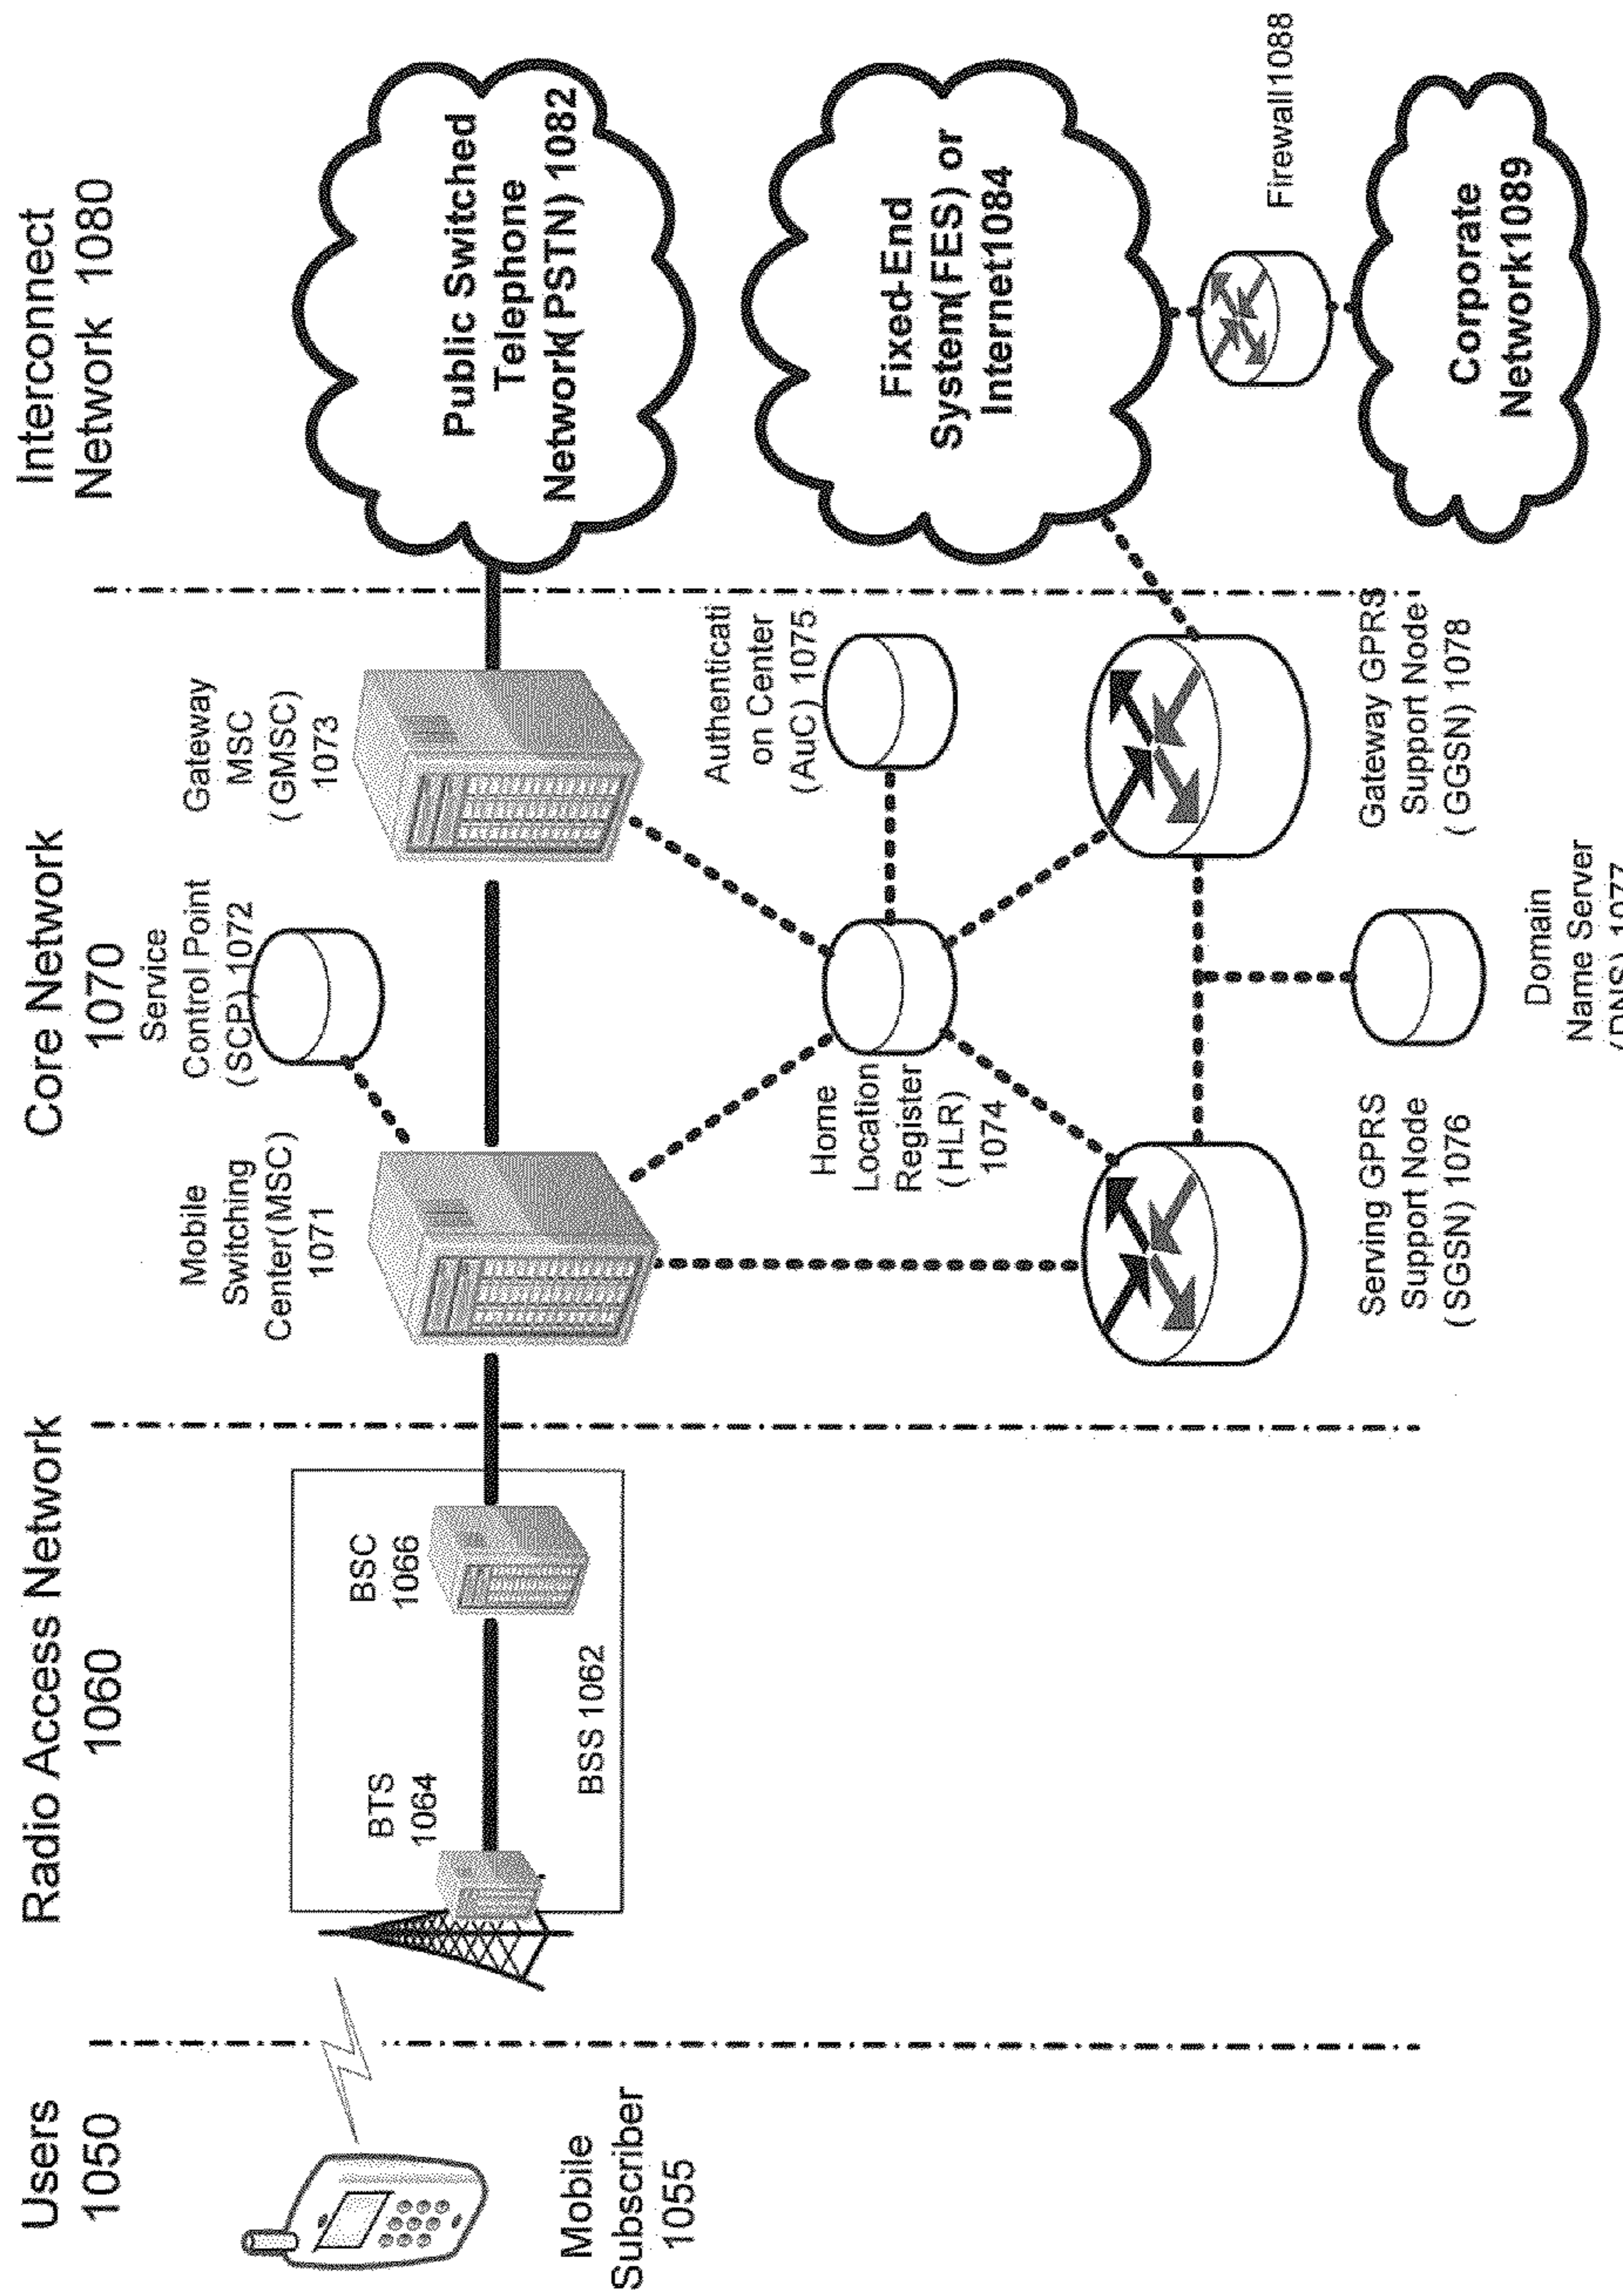 Users
1050
Radio Access Network
1060
Core Network
1070
Interconnect
Network 1080
Mobile
Subscriber
1055
BTS
1064
BSC
1066
BSS 1062
Mobile
Switching
Center(MSC)
1071
Service
Control Point
(SCP) 1072
Gateway
MSC
(GMSC)
1073
Home
Location
Register
(HLR)
1074
Authenticati
on Center
(AuC) 1075
Serving GPRS
Support Node
(SGSN) 1076
Domain
Name Server
(DNS) 1077
Gateway GPRS
Support Node
(GGSN) 1078
Public Switched
Telephone
Network(PSTN) 1082
Fixed-End
System(FES) or
Internet1084
Firewall1088
Corporate
Network1089